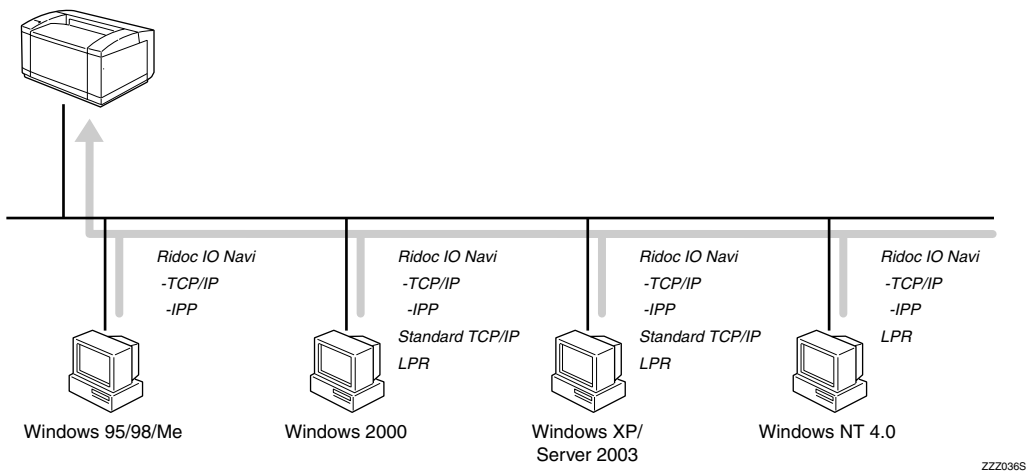 Ridoc IO Navi
-TCP/IP
-IPP
Ridoc IO Navi
-TCP/IP
-IPP
Standard TCP/IP
LPR
Ridoc IO Navi
-TCP/IP
-IPP
Standard TCP/IP
LPR
Ridoc IO Navi
-TCP/IP
-IPP
LPR
Windows 95/98/Me
Windows 2000
Windows XP/
Server 2003
Windows NT 4.0
ZZZ036S